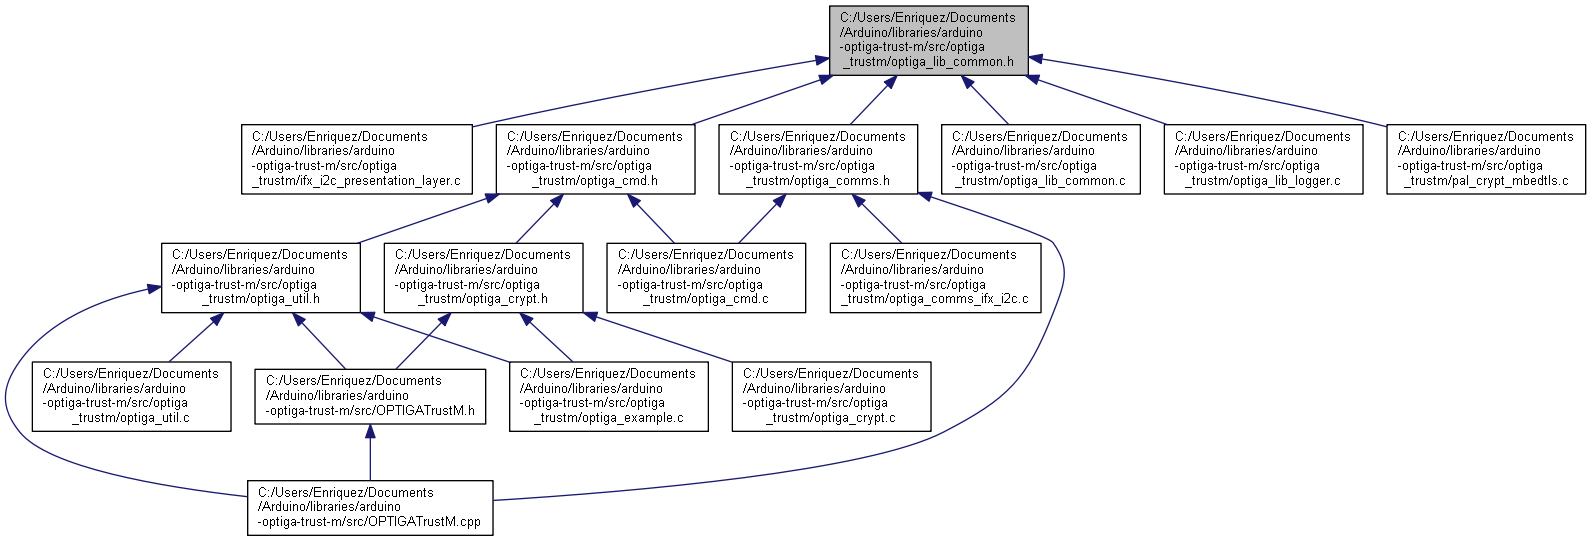 C:/Users/Enriquez/Documents
/Arduino/libraries/arduino
-optiga-trust-m/src/optiga
_trustm/optiga_lib_common.h
C:/Users/Enriquez/Documents
/Arduino/libraries/arduino
-optiga-trust-m/src/optiga
_trustm/ifx_i2c_presentation_layer.c
C:/Users/Enriquez/Documents
/Arduino/libraries/arduino
-optiga-trust-m/src/optiga
_trustm/optiga_cmd.h
C:/Users/Enriquez/Documents
/Arduino/libraries/arduino
-optiga-trust-m/src/optiga
_trustm/optiga_comms.h
C:/Users/Enriquez/Documents
/Arduino/libraries/arduino
-optiga-trust-m/src/optiga
_trustm/optiga_lib_common.c
C:/Users/Enriquez/Documents
/Arduino/libraries/arduino
-optiga-trust-m/src/optiga
_trustm/optiga_lib_logger.c
C:/Users/Enriquez/Documents
/Arduino/libraries/arduino
-optiga-trust-m/src/optiga
_trustm/pal_crypt_mbedtls.c
C:/Users/Enriquez/Documents
/Arduino/libraries/arduino
-optiga-trust-m/src/optiga
_trustm/optiga_util.h
C:/Users/Enriquez/Documents
/Arduino/libraries/arduino
-optiga-trust-m/src/optiga
_trustm/optiga_crypt.h
C:/Users/Enriquez/Documents
/Arduino/libraries/arduino
-optiga-trust-m/src/optiga
_trustm/optiga_cmd.c
C:/Users/Enriquez/Documents
/Arduino/libraries/arduino
-optiga-trust-m/src/optiga
_trustm/optiga_comms_ifx_i2c.c
C:/Users/Enriquez/Documents
/Arduino/libraries/arduino
-optiga-trust-m/src/optiga
_trustm/optiga_util.c
C:/Users/Enriquez/Documents
/Arduino/libraries/arduino
-optiga-trust-m/src/OPTIGATrustM.h
C:/Users/Enriquez/Documents
/Arduino/libraries/arduino
-optiga-trust-m/src/optiga
_trustm/optiga_example.c
C:/Users/Enriquez/Documents
/Arduino/libraries/arduino
-optiga-trust-m/src/optiga
_trustm/optiga_crypt.c
C:/Users/Enriquez/Documents
/Arduino/libraries/arduino
-optiga-trust-m/src/OPTIGATrustM.cpp